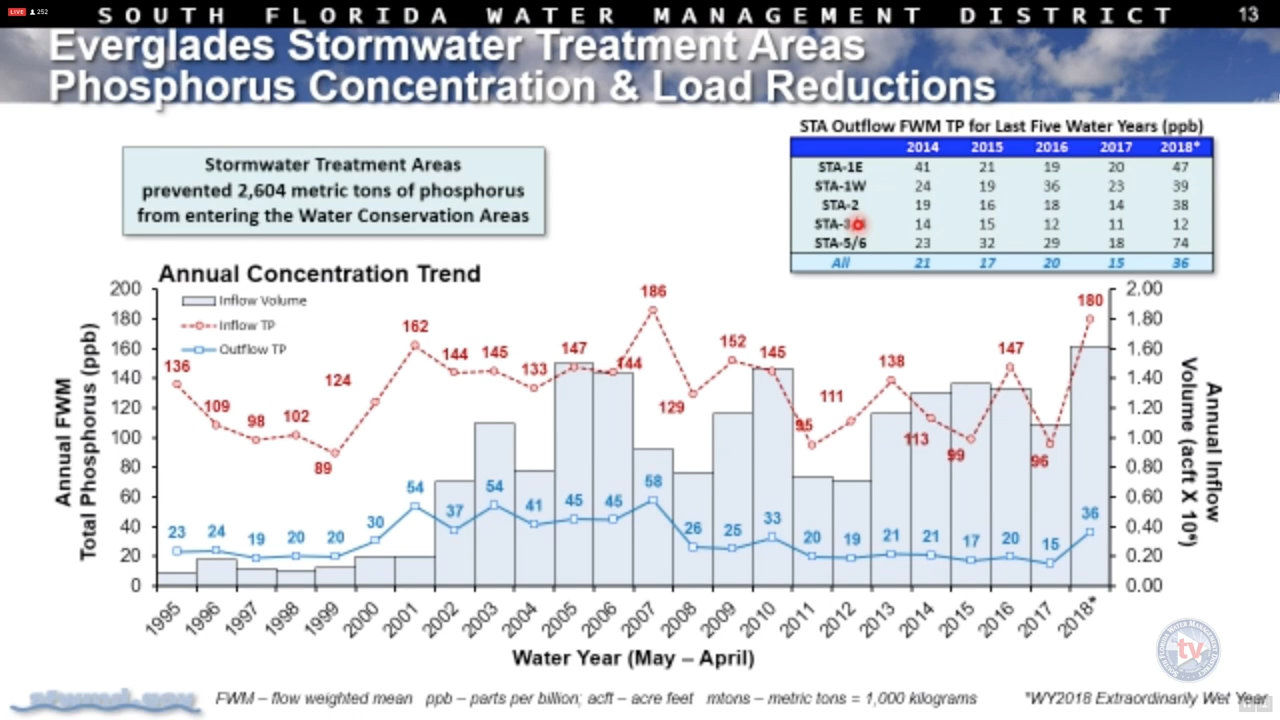 LIVE 252
SOUTH FLORIDA WATER MANAGEMENT DISTRICT 13
Everglades Stormwater Treatment Areas
Phosphorus Concentration & Load Reductions
Stormwater Treatment Areas
prevented 2,604 metric tons of phosphorus
from entering the Water Conservation Areas
STA Outflow FWM TP for Last Five Water Years (ppb)
2014 2015 2016 2017 2018*
STA-1E 41 21 19 20 47
STA-1W 24 19 36 23 39
STA-2 19 16 18 14 38
14 15 12 11 12
STA-5/6 23 32 29 18 74
All 21 17 20 15 36
Annual Concentration Trend
Inflow Volume
Inflow TP
Outflow TP
Annual FWM
Total Phosphorus (ppb)
200
180
160
140
120
100
80
60
40
20
0
136 109 98 102 89 124 162 144 145 133 147 144 186 129 152 145 95 111 138 113 99 147 96 180
23 24 19 20 20 30 54 37 54 41 45 45 58 26 25 33 20 19 21 21 17 20 15 36
2.00
1.80
1.60
1.40
1.20
1.00
0.80
0.60
0.40
0.20
0.00
Annual Inflow
Volume (acft X 10⁶)
1995 1996 1997 1998 1999 2000 2001 2002 2003 2004 2005 2006 2007 2008 2009 2010 2011 2012 2013 2014 2015 2016 2017 2018*
Water Year (May – April)
tv
FWM – flow weighted mean ppb – parts per billion; acft – acre feet mtons – metric tons = 1,000 kilograms *WY2018 Extraordinarily Wet Year